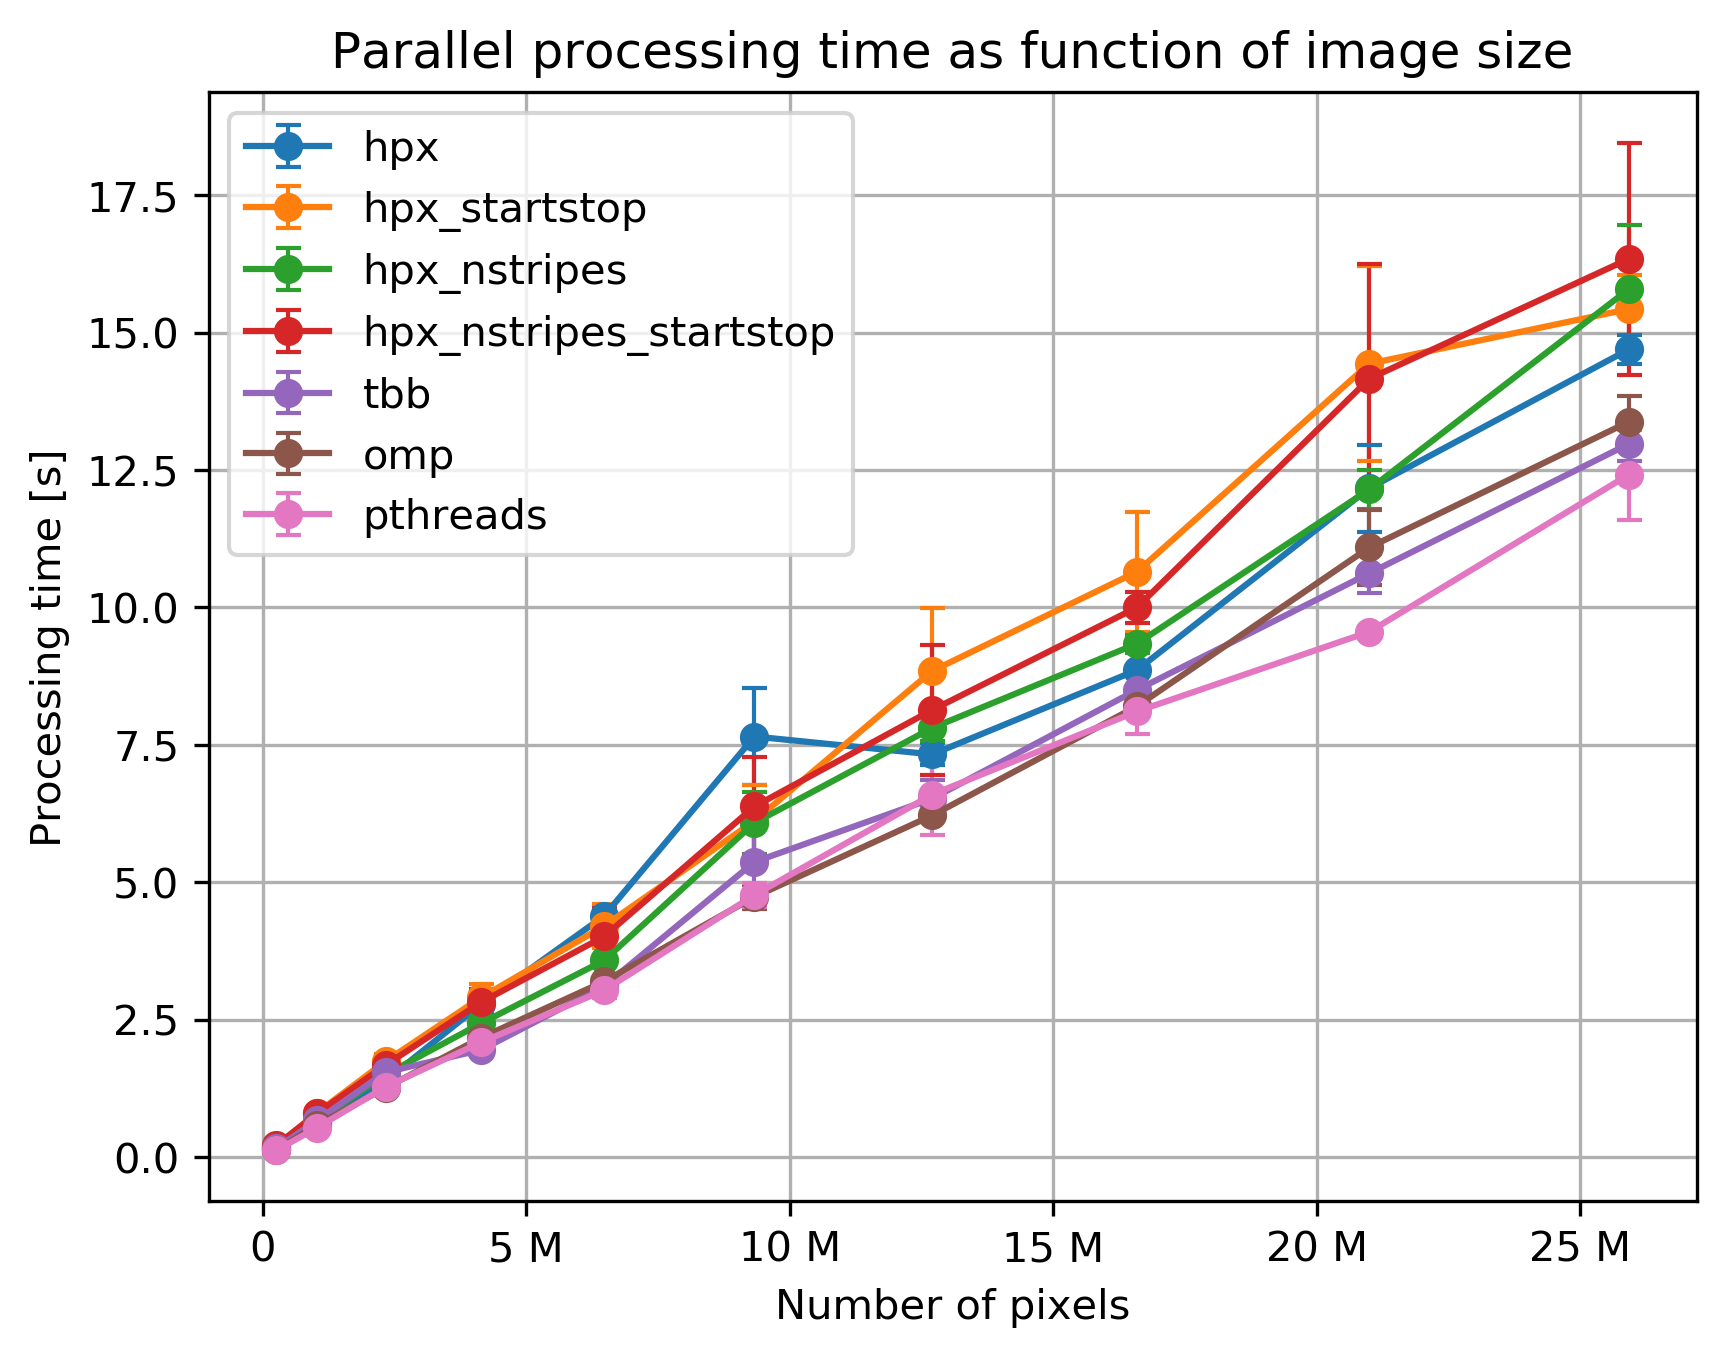 Parallel processing time as function of image size
hpx
hpx_startstop
hpx_nstripes
hpx_nstripes_startstop
tbb
omp
pthreads
Processing time [s]
17.5
15.0
12.5
10.0
7.5
5.0
2.5
0.0
0 5 M 10 M 15 M 20 M 25 M
Number of pixels